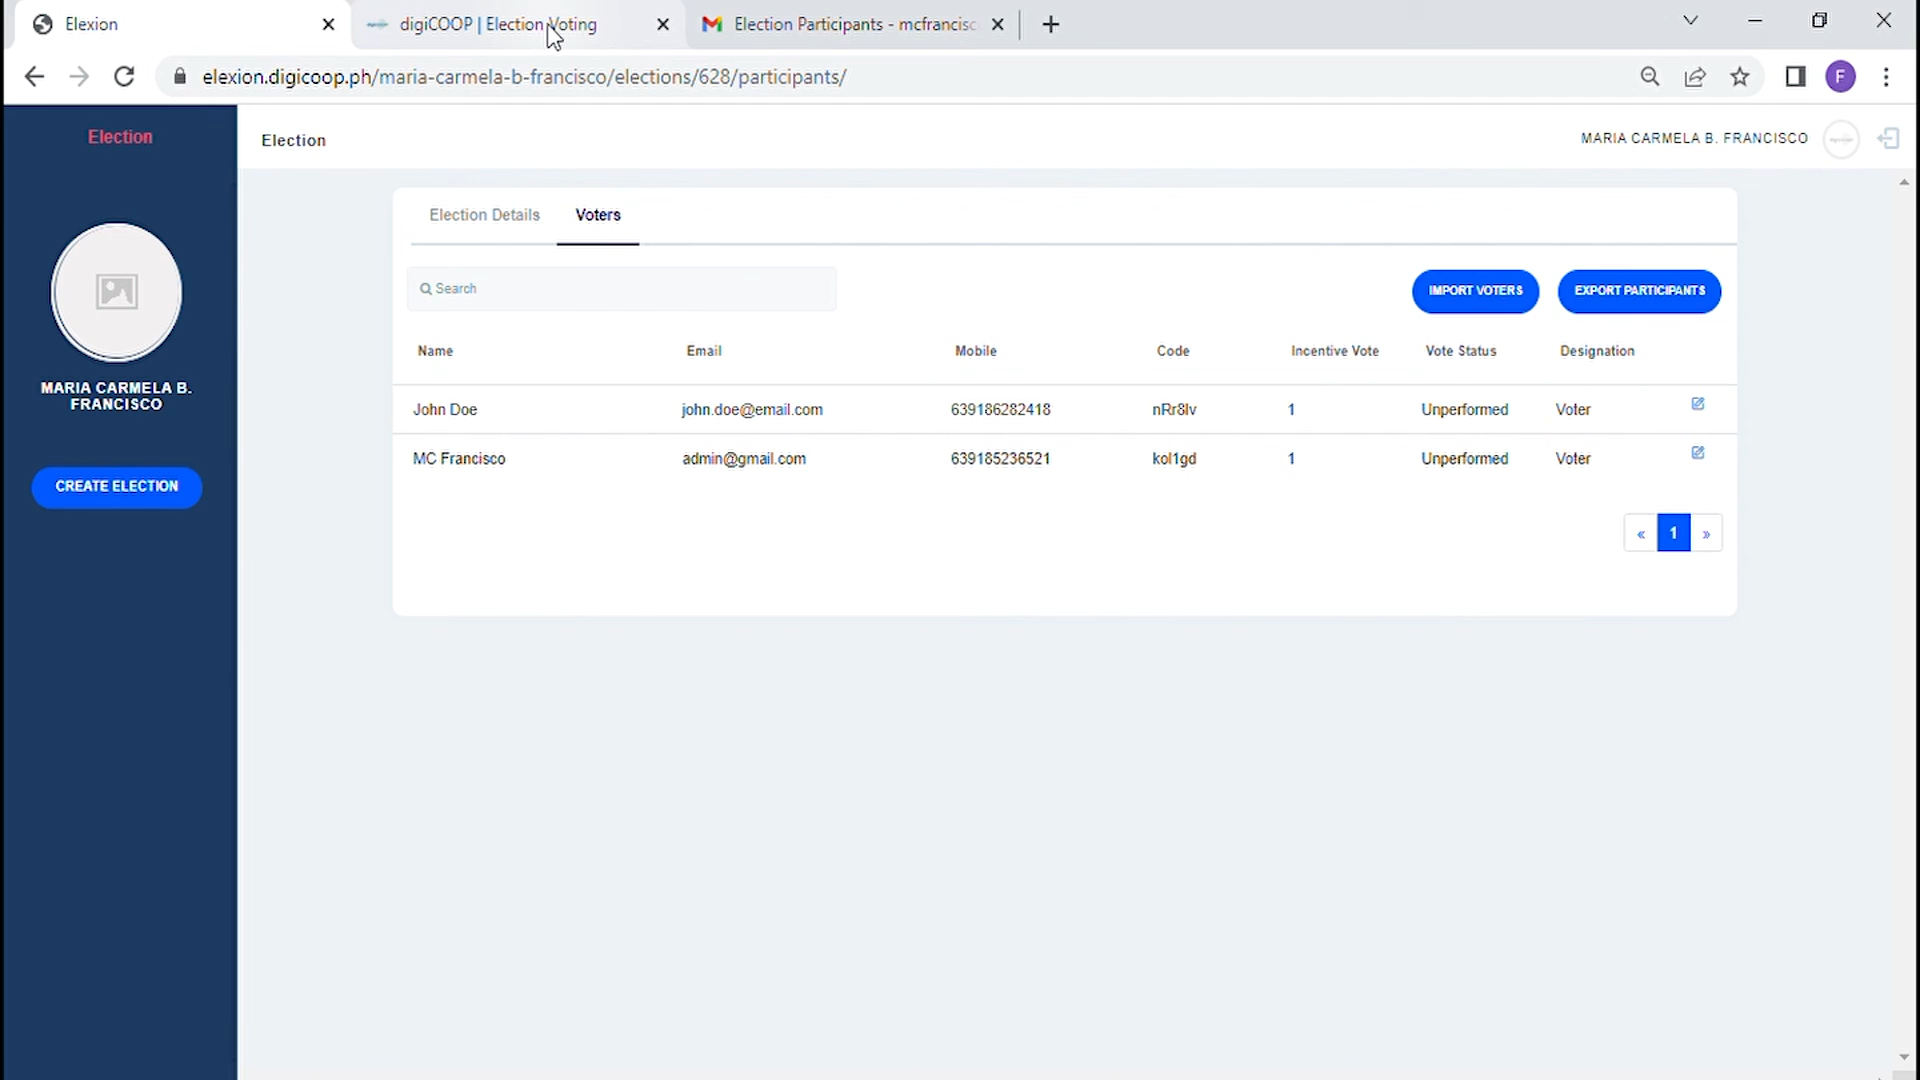 Elexion
digiCOOP | Election Voting
Election Participants - mcfrancisc
elexion.digicoop.ph/maria-carmela-b-francisco/elections/628/participants/
F
Election
Election
MARIA CARMELA B. FRANCISCO
MARIA CARMELA B.
FRANCISCO
CREATE ELECTION
Election Details
Voters
Search
IMPORT VOTERS
EXPORT PARTICIPANTS
Name Email Mobile Code Incentive Vote Vote Status Designation
John Doe john.doe@email.com 639186282418 nRr8lv 1 Unperformed Voter
MC Francisco admin@gmail.com 639185236521 kol1gd 1 Unperformed Voter
« 1 »